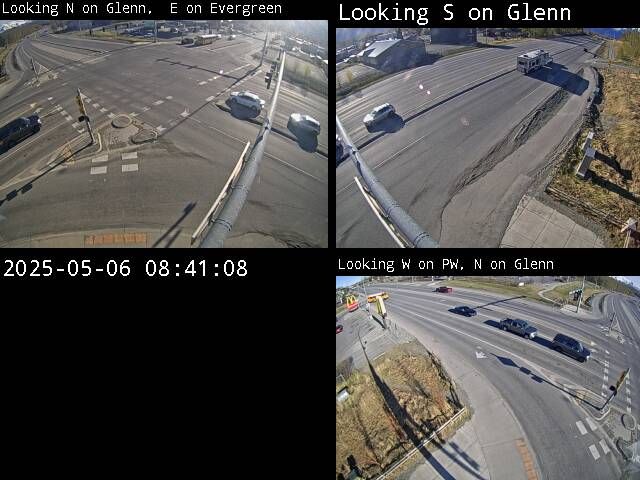 Looking N on Glenn,  E on Evergreen
Looking S on Glenn
2025-05-06 08:41:08
Looking W on PW, N on Glenn